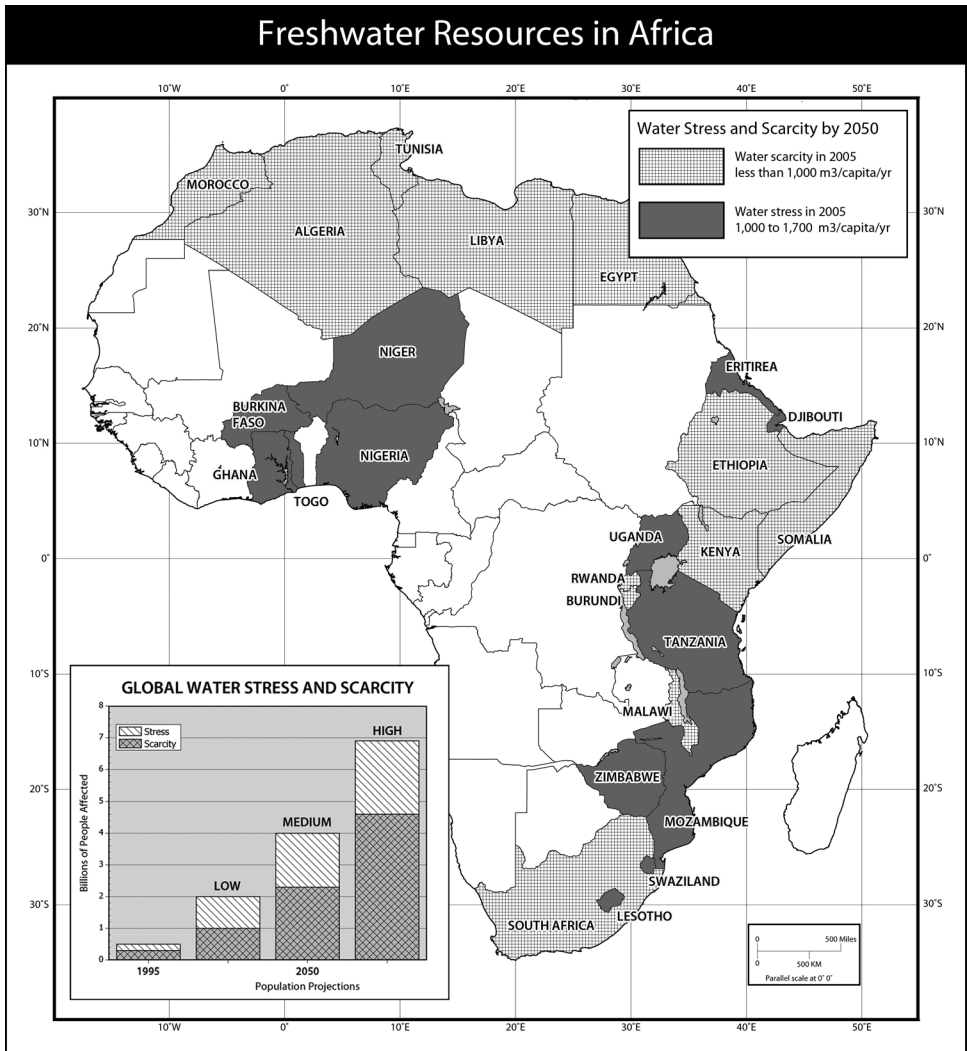 Freshwater Resources in Africa
10˚W 0˚ 10˚E 20˚E 30˚E 40˚E 50˚E
Water Stress and Scarcity by 2050
Water scarcity in 2005
less than 1,000 m3/capita/yr
Water stress in 2005
1,000 to 1,700 m3/capita/yr
TUNISIA
MOROCCO
30˚N
30˚N
ALGERIA
LIBYA
EGYPT
20˚N
20˚N
NIGER
ERITIREA
BURKINA
FASO
DJIBOUTI
10˚N
10˚N
NIGERIA
ETHIOPIA
GHANA
TOGO
UGANDA
KENYA
SOMALIA
0˚
0˚
RWANDA
BURUNDI
TANZANIA
10˚S
10˚S
MALAWI
ZIMBABWE
20˚S
20˚S
MOZAMBIQUE
SWAZILAND
30˚S
30˚S
LESOTHO
SOUTH AFRICA
GLOBAL WATER STRESS AND SCARCITY
8
7
6
5
4
3
2
1
0
Billions of People Affected
Stress
Scarcity
HIGH
MEDIUM
LOW
1995 2050
Population Projections
0 500 Miles
0 500 KM
Parallel scale at 0˚ 0˚
10˚W 0˚ 10˚E 20˚E 30˚E 40˚E 50˚E